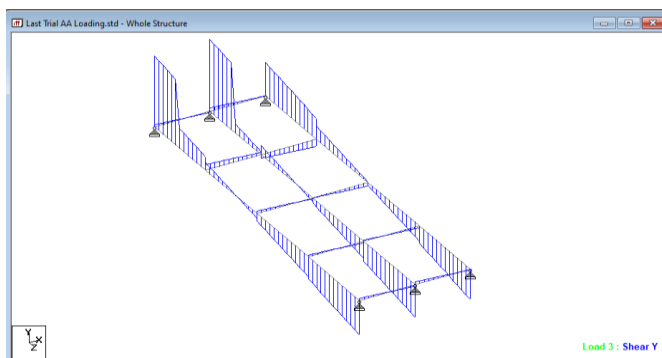 Last Trial AA Loading.std - Whole Structure
Y
X
Z
Load 3 : Shear Y